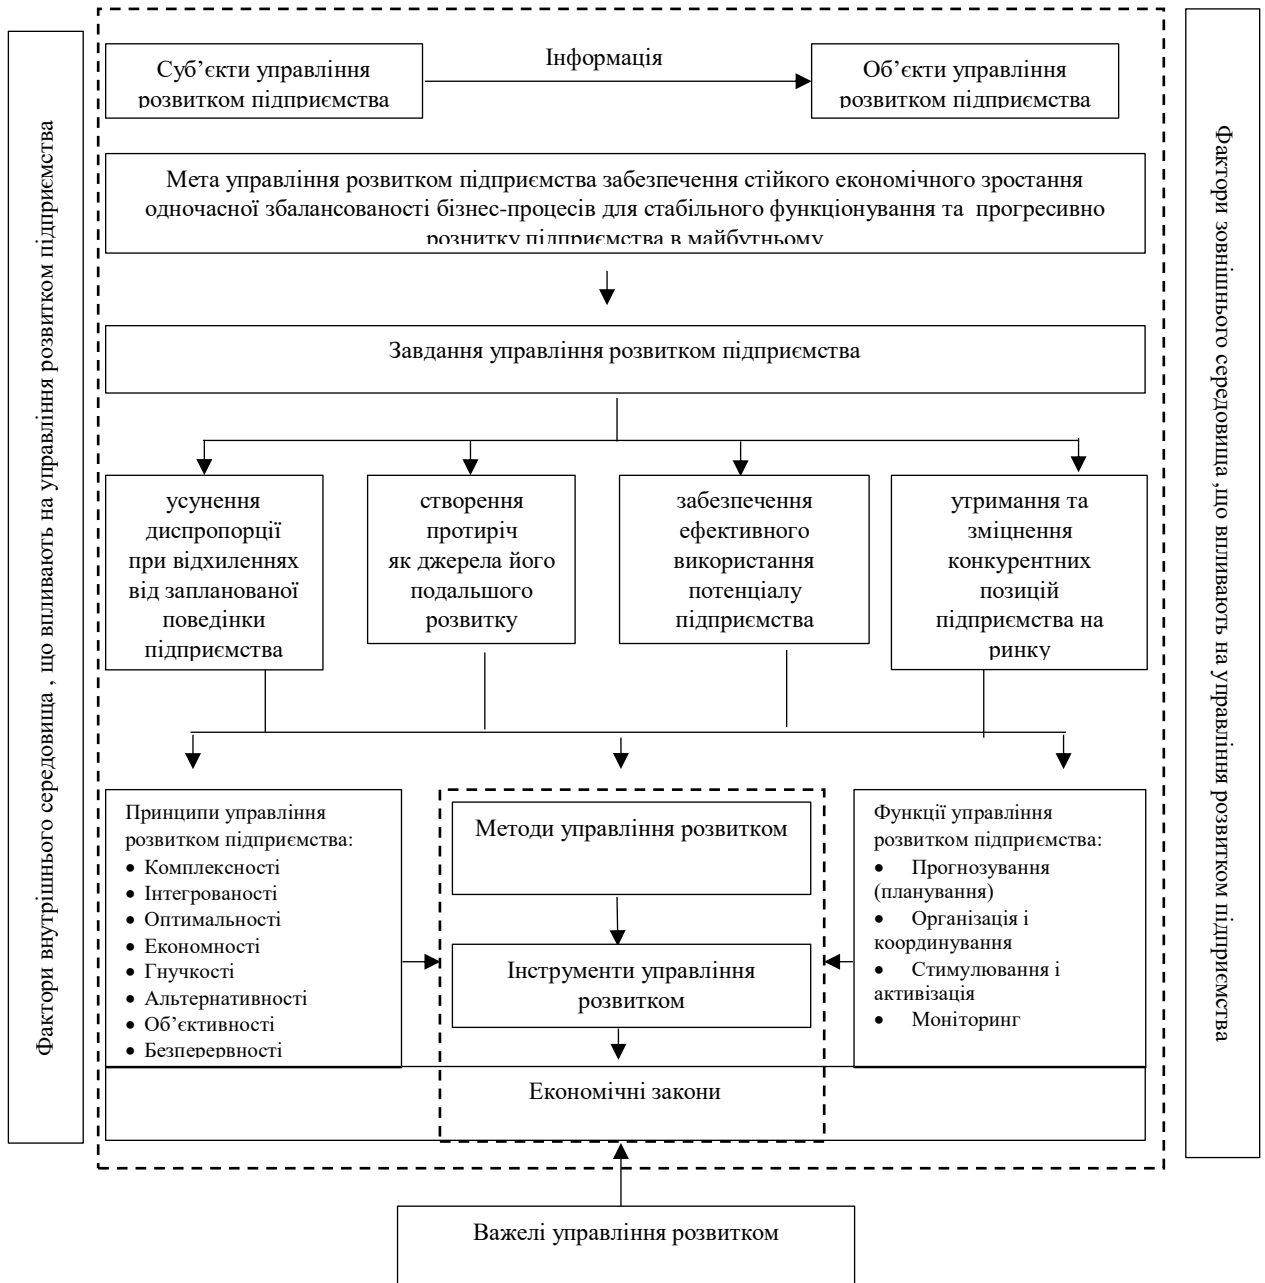 Фактори внутрішнього середовища , що впливають на управління розвитком підприємства
Суб’єкти управління
розвитком підприємства
Інформація
Об’єкти управління
розвитком підприємства
Мета управління розвитком підприємства забезпечення стійкого економічного зростання
одночасної збалансованості бізнес-процесів для стабільного функціонування та прогресивно
рознитку підприємства в майбутньому
Завдання управління розвитком підприємства
усунення
диспропорції
при відхиленнях
від запланованої
поведінки
підприємства
створення
протиріч
як джерела його
подальшого
розвитку
забезпечення
ефективного
використання
потенціалу
підприємства
утримання та
зміцнення
конкурентних
позицій
підприємства на
ринку
Принципи управління
розвитком підприємства:
• Комплексності
• Інтегрованості
• Оптимальності
• Економності
• Гнучкості
• Альтернативності
• Об’єктивності
• Безперервності
Методи управління розвитком
Інструменти управління
розвитком
Функції управління
розвитком підприємства:
• Прогнозування
(планування)
• Організація і
координування
• Стимулювання і
активізація
• Моніторинг
Економічні закони
Важелі управління розвитком
Фактори зовнішнього середовища ,що впливають на управління розвитком підприємства